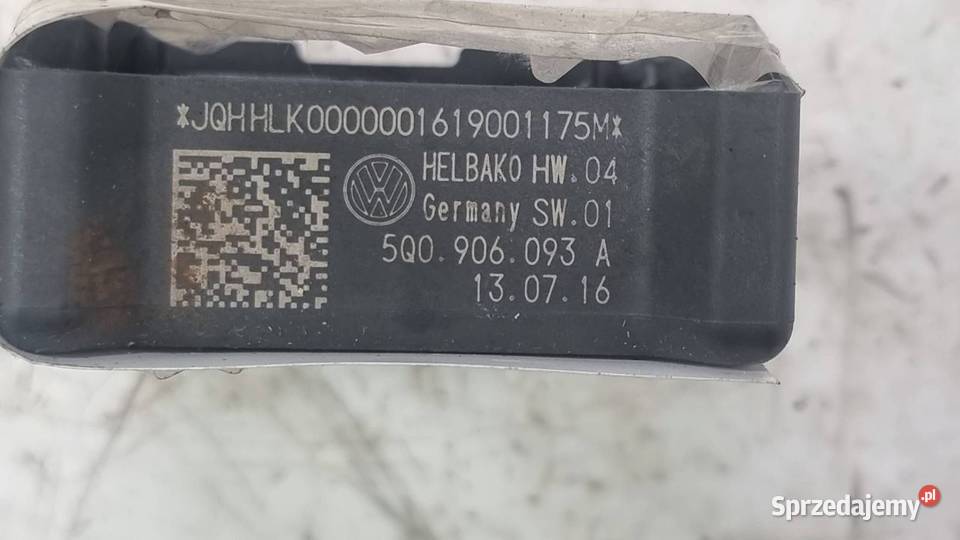 *JQHHLK0000001619001175M*
HELBAKO HW.04
Germany SW.01
5Q0.906.093 A
13.07.16
Sprzedajemy.pl